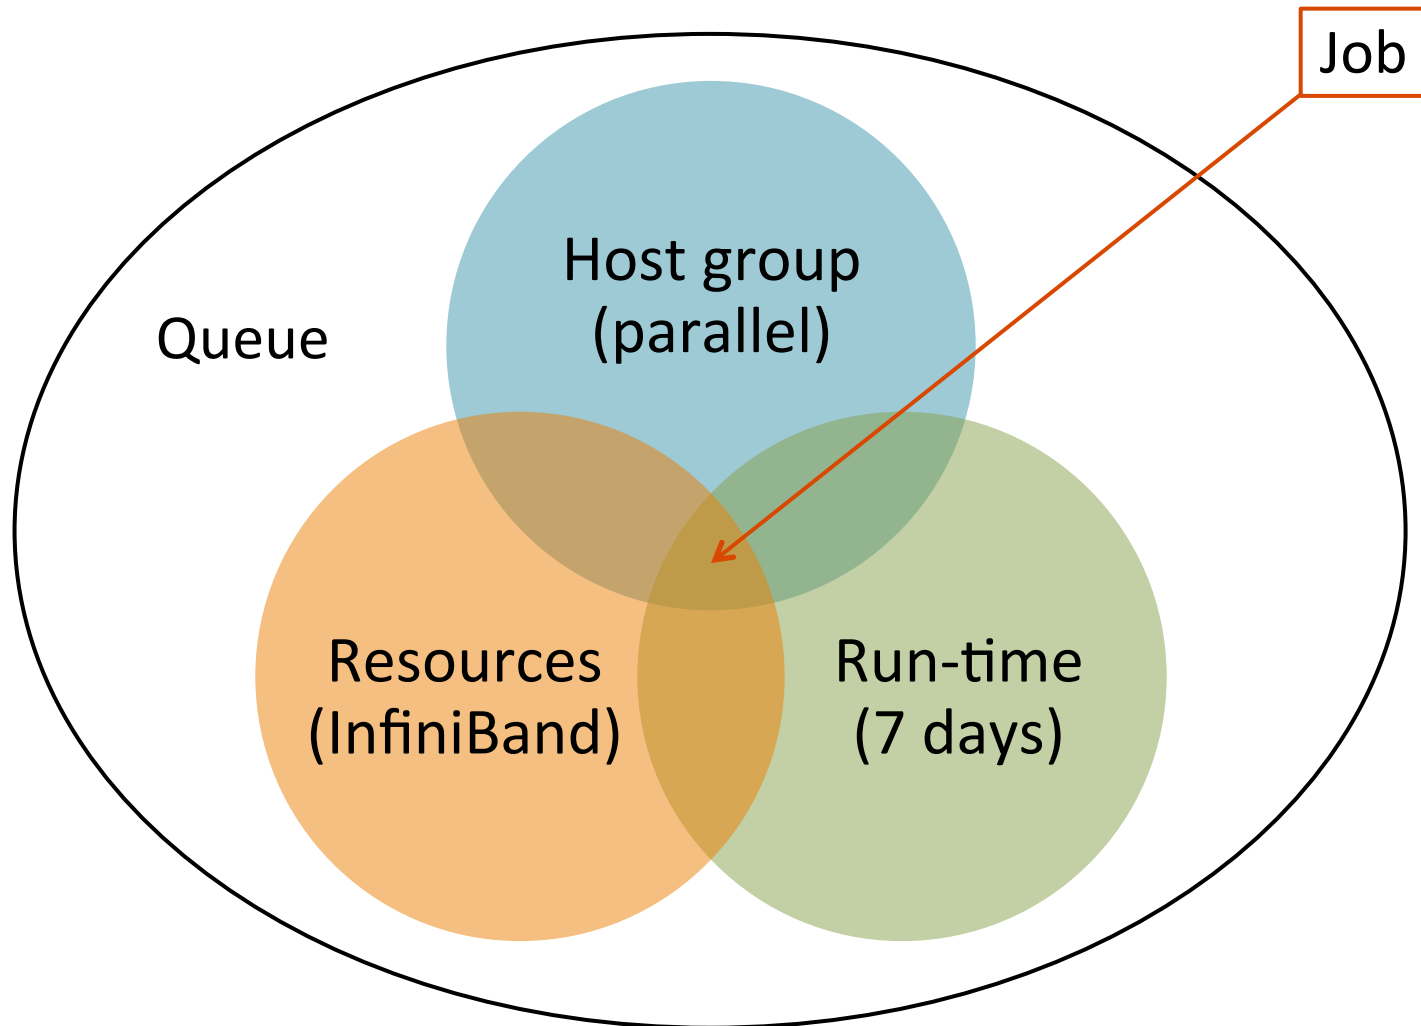 Job
Host group
(parallel)
Queue
Resources
(InfiniBand)
Run-time
(7 days)